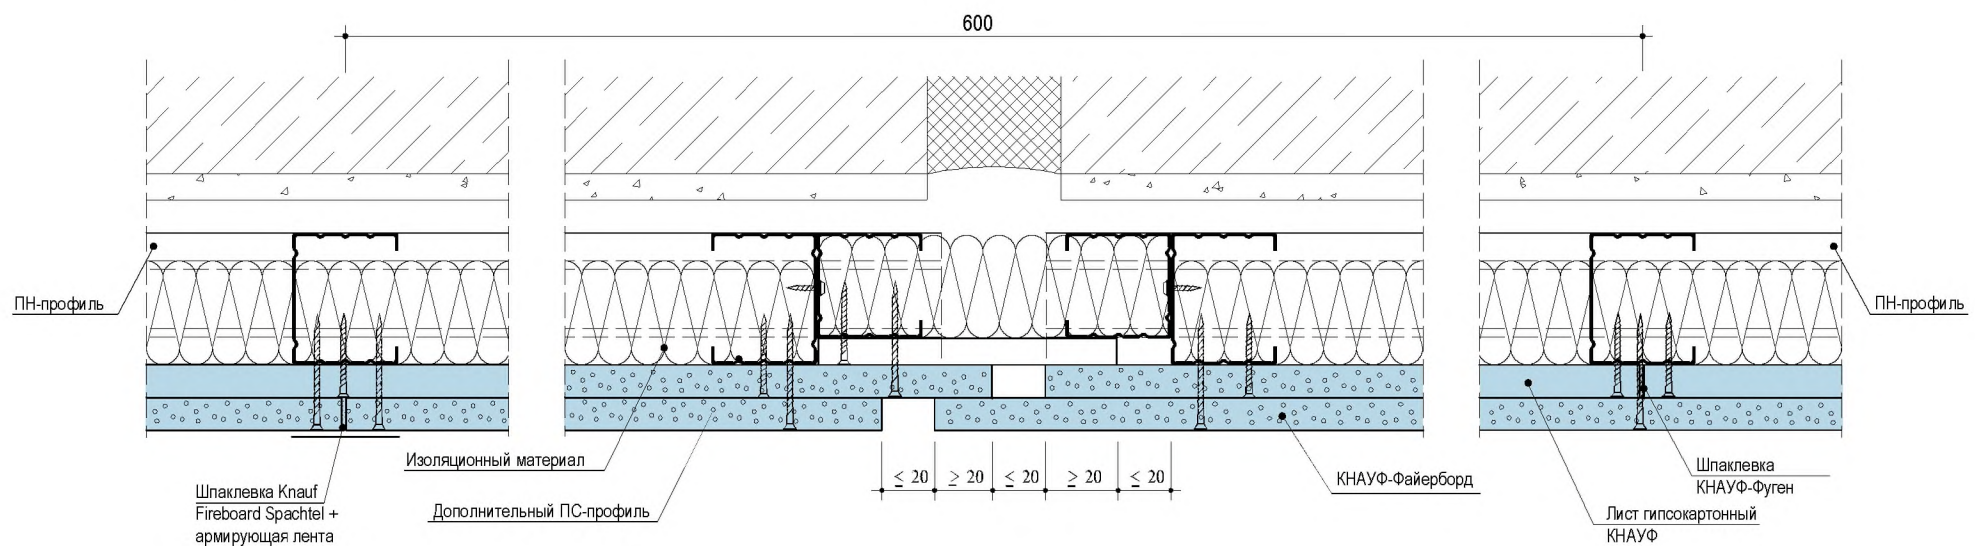 600
ПН-профиль
ПН-профиль
Изоляционный материал
Шпаклевка Knauf
Fireboard Spachtel +
армирующая лента
Дополнительный ПС-профиль
≤ 20
≥ 20
≤ 20
≥ 20
≤ 20
КНАУФ-Файерборд
Шпаклевка
КНАУФ-Фуген
Лист гипсокартонный
КНАУФ